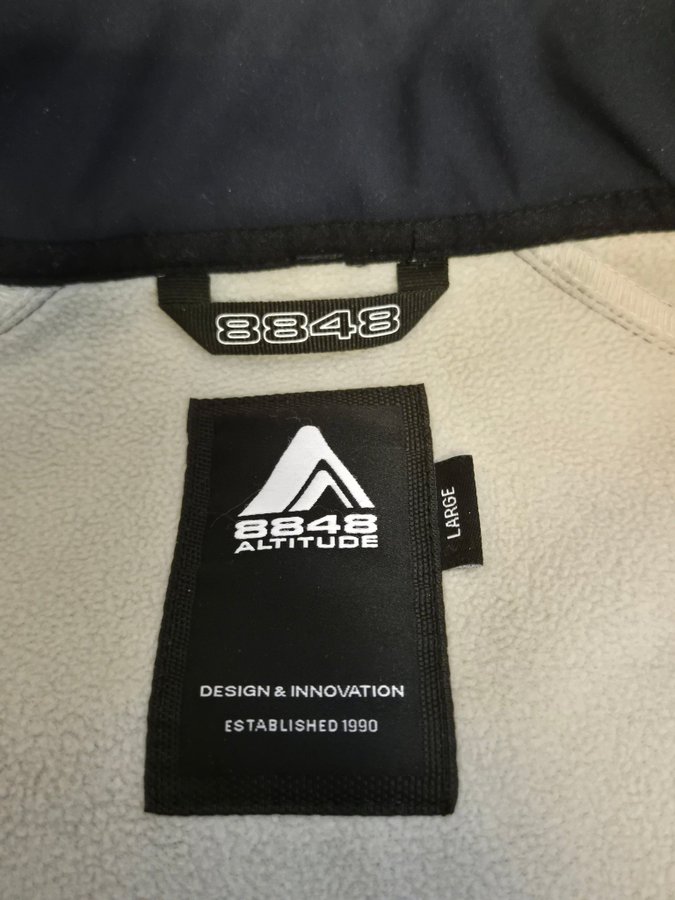 8848
8848
ALTITUDE
LARGE
DESIGN & INNOVATION
ESTABLISHED 1990